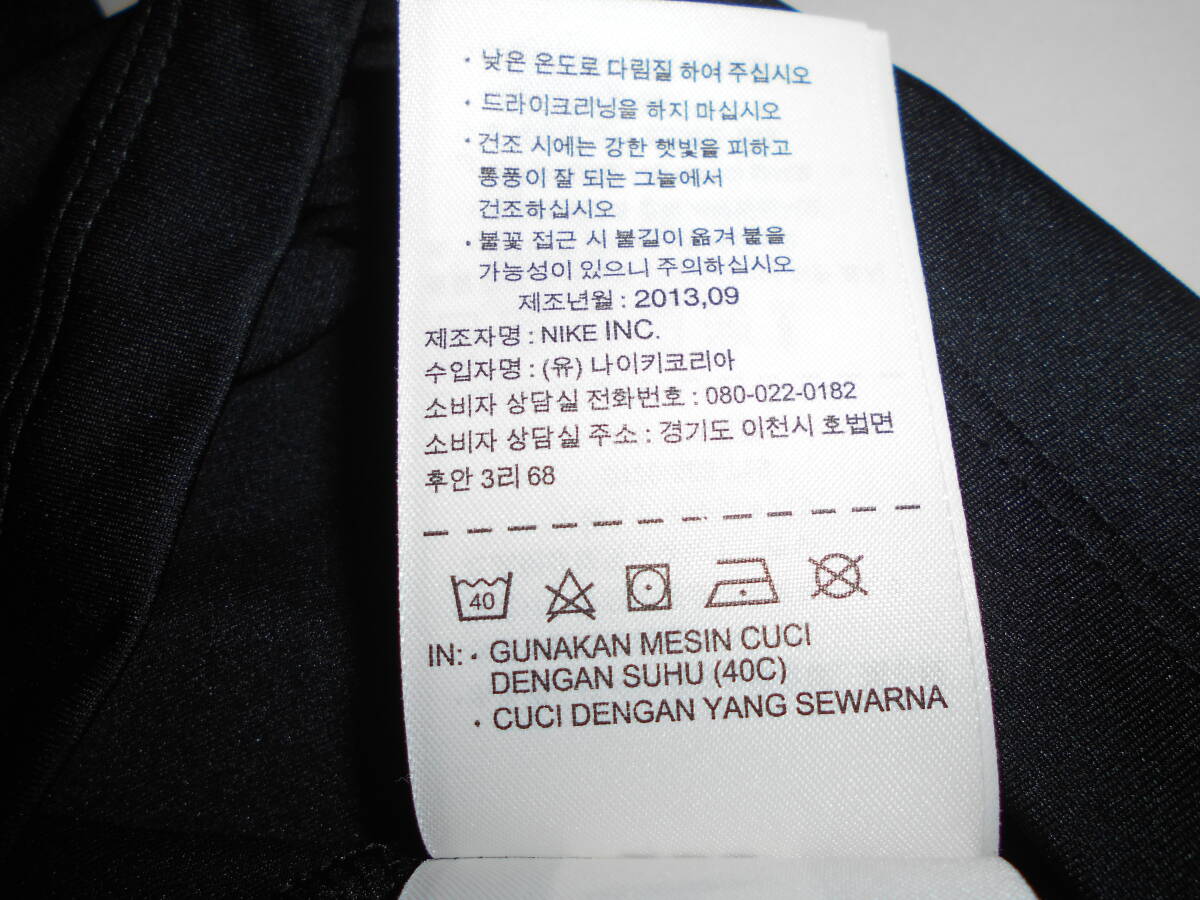 · 낮은 온도로 다림질 하여 주십시오
· 드라이크리닝을 하지 마십시오
· 건조 시에는 강한 햇빛을 피하고
통풍이 잘 되는 그늘에서
건조하십시오
· 불꽃 접근 시 불길이 옮겨 붙을
가능성이 있으니 주의하십시오
제조년월 : 2013,09
제조자명 : NIKE INC.
수입자명 : (유) 나이키코리아
소비자 상담실 전화번호 : 080-022-0182
소비자 상담실 주소 : 경기도 이천시 호법면
후안 3리 68
40
IN: · GUNAKAN MESIN CUCI
DENGAN SUHU (40C)
· CUCI DENGAN YANG SEWARNA